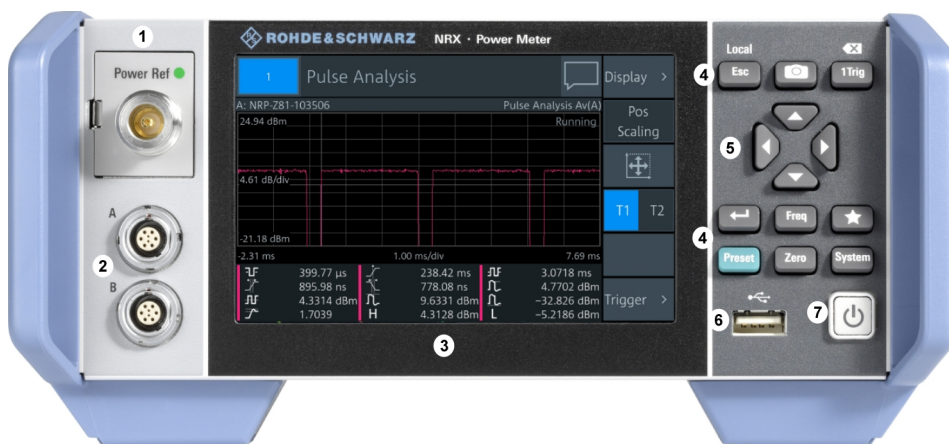 1
Power Ref
A
2
B
ROHDE&SCHWARZ NRX · Power Meter
1 Pulse Analysis Display >
A: NRP-Z81-103506 Pulse Analysis Av(A)
24.94 dBm Running
Pos
Scaling
4.61 dB/div
T1 T2
-21.18 dBm
-2.31 ms 1.00 ms/div 7.69 ms
399.77 µs 238.42 ms 3.0718 ms
895.98 ns 778.08 ns 4.7702 dBm
4.3314 dBm 9.6331 dBm -32.826 dBm
1.7039 H 4.3128 dBm L -5.2186 dBm
Trigger >
3
Local
4 Esc 1Trig
5
Freq
4
Preset Zero System
6
7